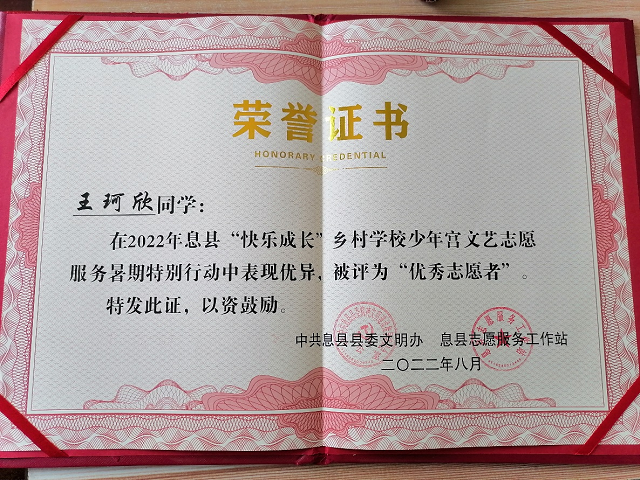 荣誉证书
HONORARY CREDENTIAL
王珂欣同学：
在2022年息县“快乐成长”乡村学校少年宫文艺志愿
服务暑期特别行动中表现优异，被评为“优秀志愿者”。
特发此证，以资鼓励。
中共息县县委文明办 息县志愿服务工作站
二〇二二年八月